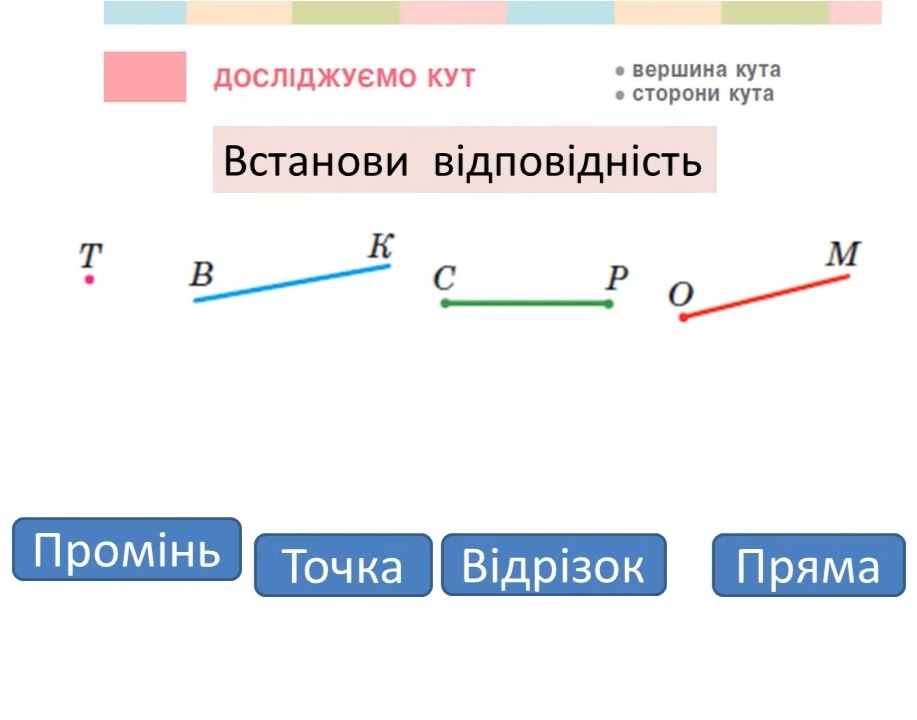 ДОСЛІДЖУЄМО КУТ
• вершина кута
• сторони кута
Встанови відповідність
Т
В
К
С
Р
О
М
Промінь
Точка
Відрізок
Пряма